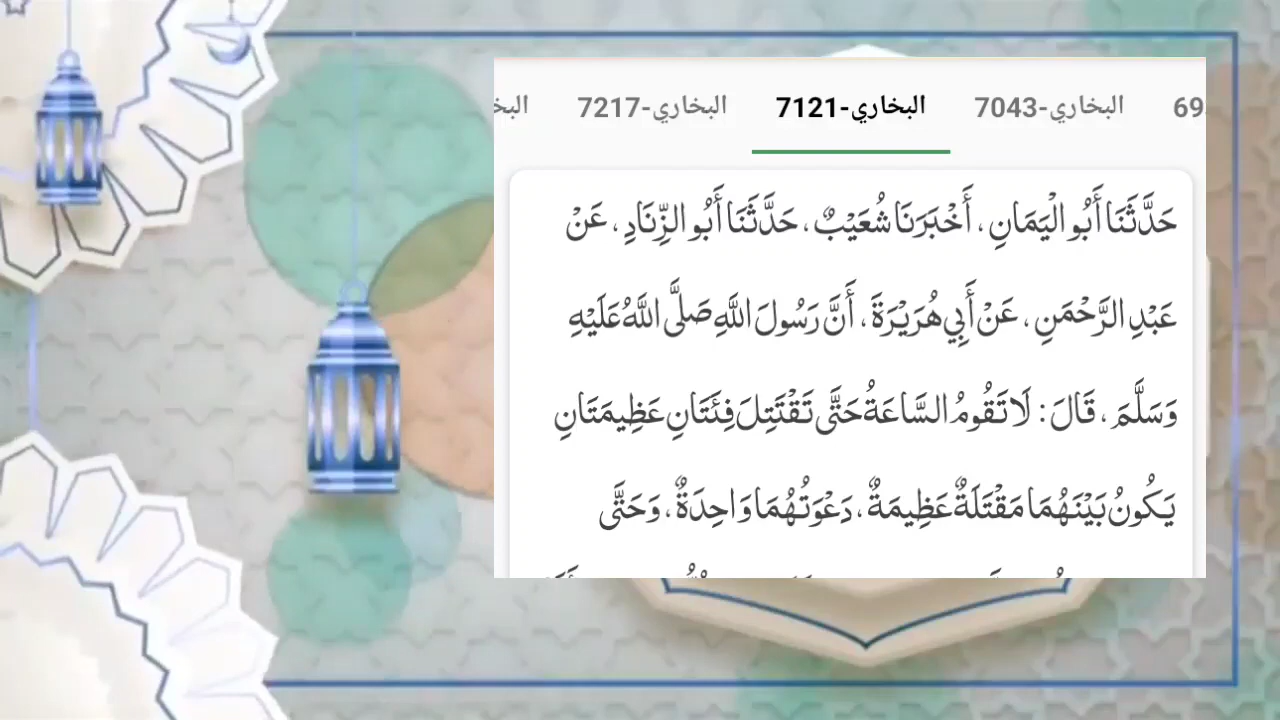 البخاري-7043 البخاري-7121 البخاري-7217
حَدَّثَنَا أَبُو الْيَمَانِ، أَخْبَرَنَا شُعَيْبٌ، حَدَّثَنَا أَبُو الزِّنَادِ، عَنْ
عَبْدِ الرَّحْمَنِ، عَنْ أَبِي هُرَيْرَةَ، أَنَّ رَسُولَ اللَّهِ صَلَّى اللَّهُ عَلَيْهِ
وَسَلَّمَ، قَالَ: لَا تَقُومُ السَّاعَةُ حَتَّى تَقْتَتِلَ فِئَتَانِ عَظِيمَتَانِ
يَكُونُ بَيْنَهُمَا مَقْتَلَةٌ عَظِيمَةٌ، دَعْوَتُهُمَا وَاحِدَةٌ، وَحَتَّى